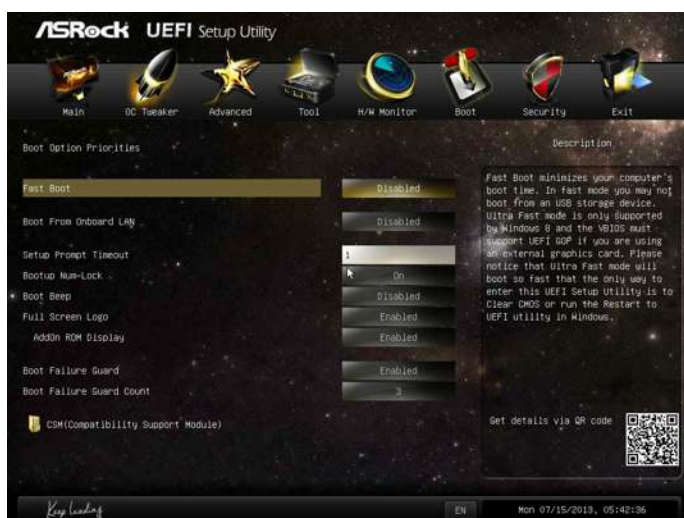 ASRock UEFI Setup Utility
Main OC Tweaker Advanced Tool H/W Monitor Boot Security Exit
Boot Option Priorities
Description
Fast Boot Disabled
Boot From Onboard LAN Disabled
Setup Prompt Timeout 1
Bootup Num-Lock On
Boot Beep Disabled
Full Screen Logo Enabled
AddOn ROM Display Enabled
Boot Failure Guard Enabled
Boot Failure Guard Count 3
CSM(Compatibility Support Module)
Fast Boot minimizes your computer's
boot time. In fast mode you may not
boot from an USB storage device.
Ultra Fast mode is only supported
by Windows 8 and the VBIOS must
support UEFI GOP if you are using
an external graphics card. Please
notice that Ultra Fast mode will
boot so fast that the only way to
enter this UEFI Setup Utility is to
Clear CMOS or run the Restart to
UEFI utility in Windows.
Get details via QR code
Keep Leading
EN
Mon 07/15/2013, 05:42:36